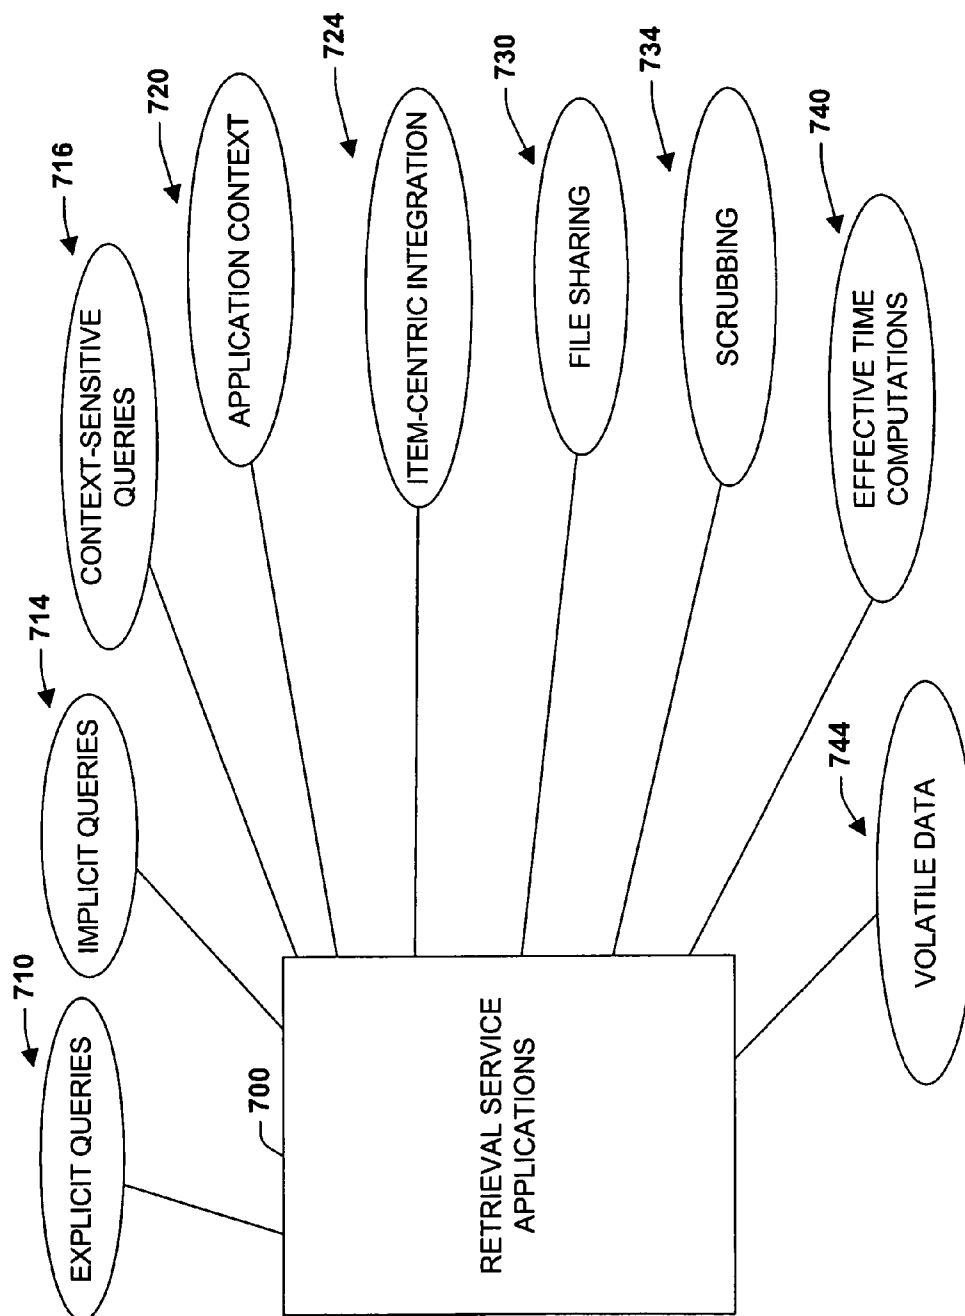 710
EXPLICIT QUERIES
714
IMPLICIT QUERIES
716
CONTEXT-SENSITIVE
QUERIES
720
APPLICATION CONTEXT
724
ITEM-CENTRIC INTEGRATION
730
FILE SHARING
734
SCRUBBING
740
EFFECTIVE TIME
COMPUTATIONS
744
VOLATILE DATA
700
RETRIEVAL SERVICE
APPLICATIONS